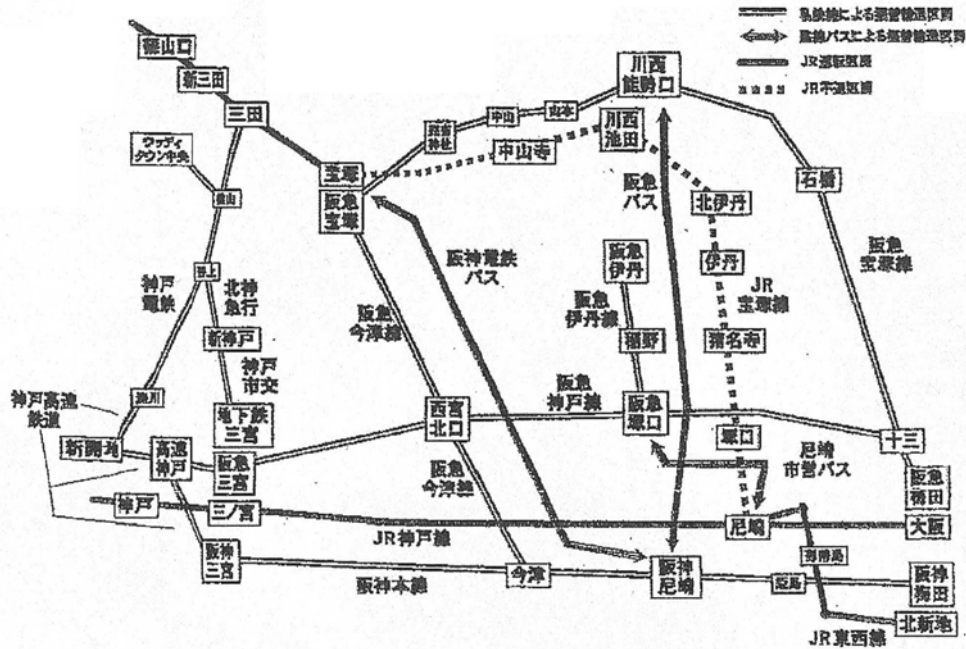 私鉄線による振替輸送区間
路線バスによる振替輸送区間
JR運転区間
JR不通区間
篠山口
新三田
三田
ウッディ
タウン中央
宝塚
阪急
宝塚
中山
山本
川西
能勢口
中山寺
川西
池田
北伊丹
伊丹
猪名寺
塚口
尼崎
石橋
阪急
宝塚線
阪急
バス
阪神電鉄
バス
阪急
伊丹
阪急
伊丹線
稲野
JR
宝塚線
阪急
塚口
阪急
神戸線
阪急
今津線
西宮
北口
阪急
今津線
神戸
電鉄
北神
急行
谷上
新神戸
神戸
市交
地下鉄
三宮
神戸高速
鉄道
湊川
新開地
高速
神戸
阪急
三宮
神戸
三ノ宮
JR神戸線
阪神
三宮
阪神本線
今津
阪神
尼崎
尼崎
市営バス
十三
阪急
梅田
大阪
阪神
梅田
北新地
JR東西線